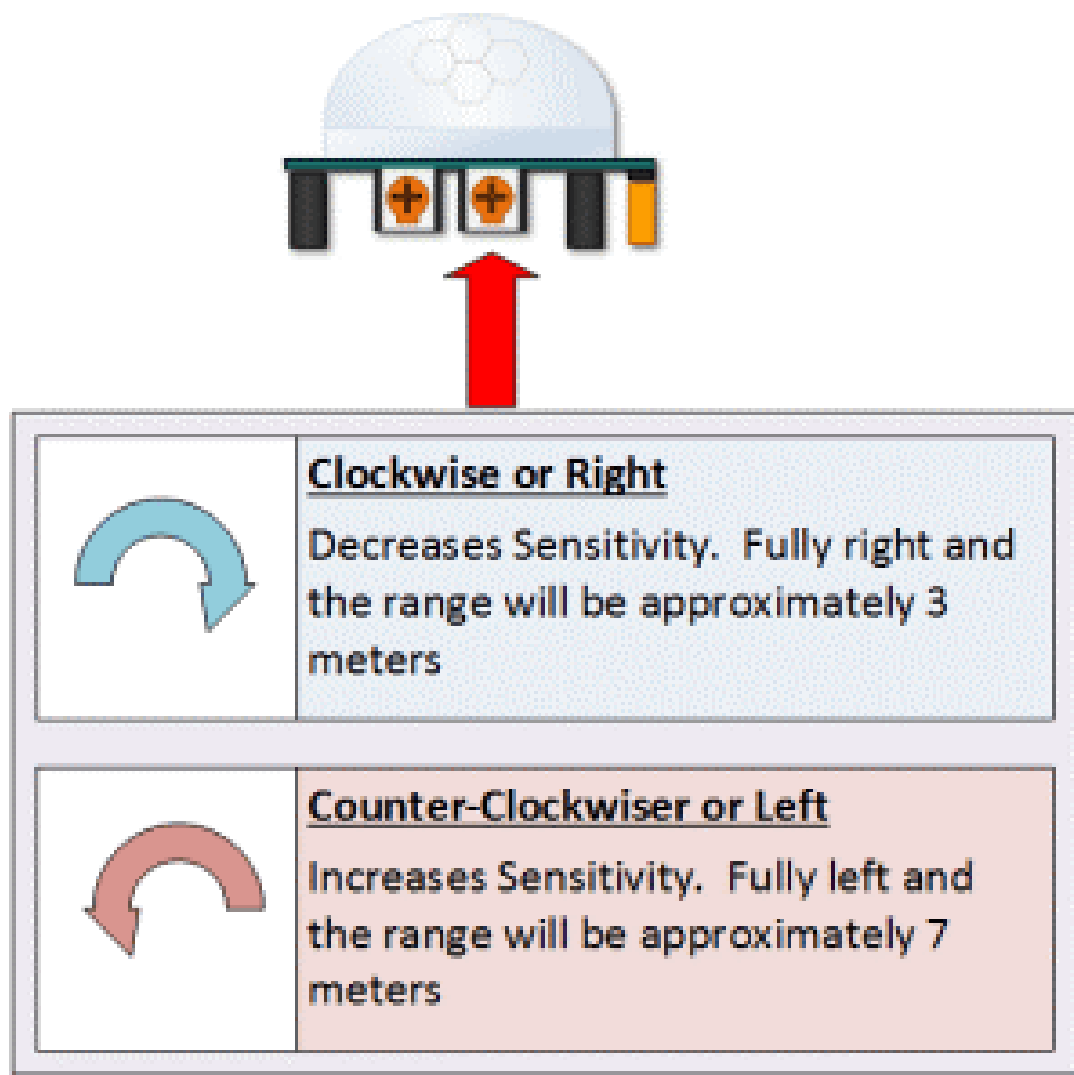 Clockwise or Right
Decreases Sensitivity.  Fully right and
the range will be approximately 3
meters
Counter-Clockwiser or Left
Increases Sensitivity.  Fully left and
the range will be approximately 7
meters